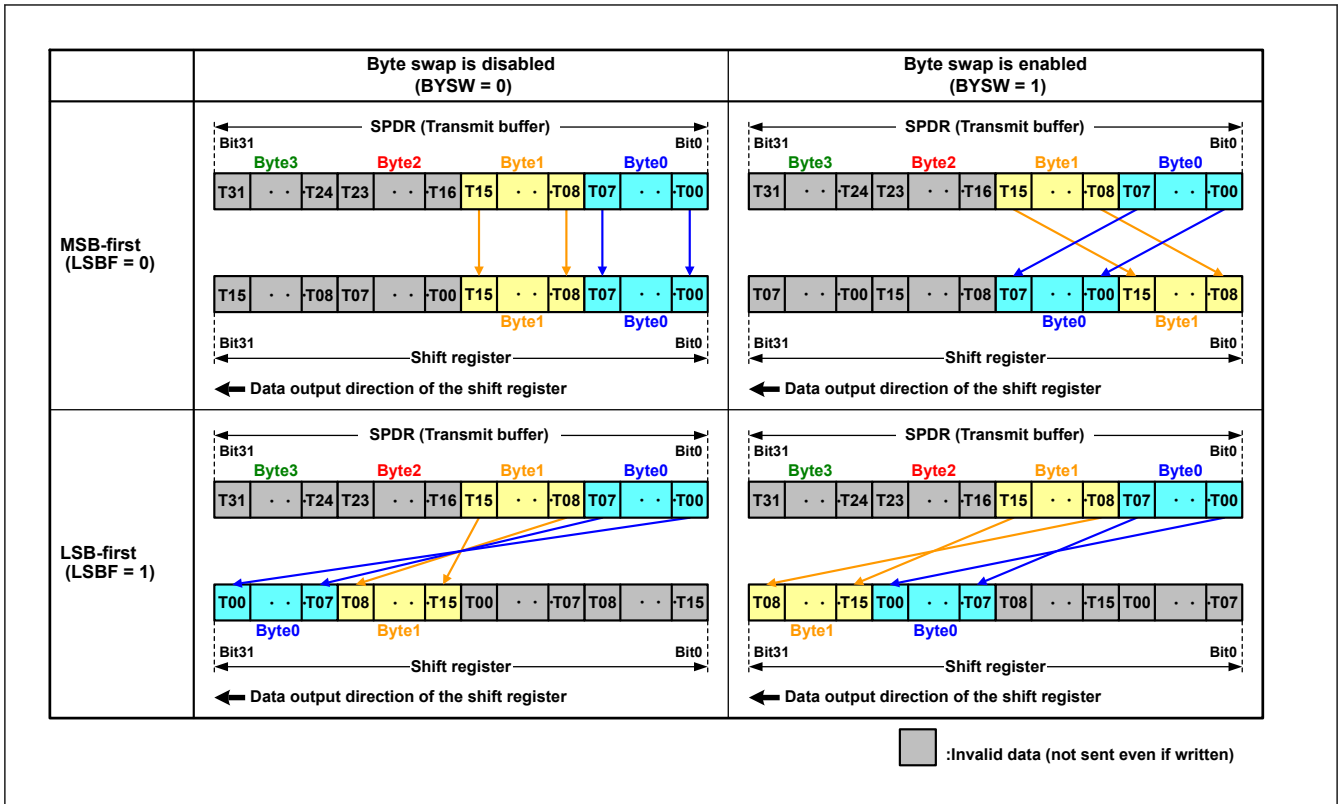 Byte swap is disabled
(BYSW = 0)
Byte swap is enabled
(BYSW = 1)
MSB-first
(LSBF = 0)
SPDR (Transmit buffer)
Bit31 Bit0
Byte3 Byte2 Byte1 Byte0
T31 · · ·T24 T23 · · ·T16 T15 · · ·T08 T07 · · ·T00
T15 · · ·T08 T07 · · ·T00 T15 · · ·T08 T07 · · ·T00
Byte1 Byte0
Bit31 Bit0
Shift register
Data output direction of the shift register
SPDR (Transmit buffer)
Bit31 Bit0
Byte3 Byte2 Byte1 Byte0
T31 · · ·T24 T23 · · ·T16 T15 · · ·T08 T07 · · ·T00
T07 · · ·T00 T15 · · ·T08 T07 · · ·T00 T15 · · ·T08
Byte0 Byte1
Bit31 Bit0
Shift register
Data output direction of the shift register
LSB-first
(LSBF = 1)
SPDR (Transmit buffer)
Bit31 Bit0
Byte3 Byte2 Byte1 Byte0
T31 · · ·T24 T23 · · ·T16 T15 · · ·T08 T07 · · ·T00
T00 · · ·T07 T08 · · ·T15 T00 · · ·T07 T08 · · ·T15
Byte0 Byte1
Bit31 Bit0
Shift register
Data output direction of the shift register
SPDR (Transmit buffer)
Bit31 Bit0
Byte3 Byte2 Byte1 Byte0
T31 · · ·T24 T23 · · ·T16 T15 · · ·T08 T07 · · ·T00
T08 · · ·T15 T00 · · ·T07 T08 · · ·T15 T00 · · ·T07
Byte1 Byte0
Bit31 Bit0
Shift register
Data output direction of the shift register
:Invalid data (not sent even if written)